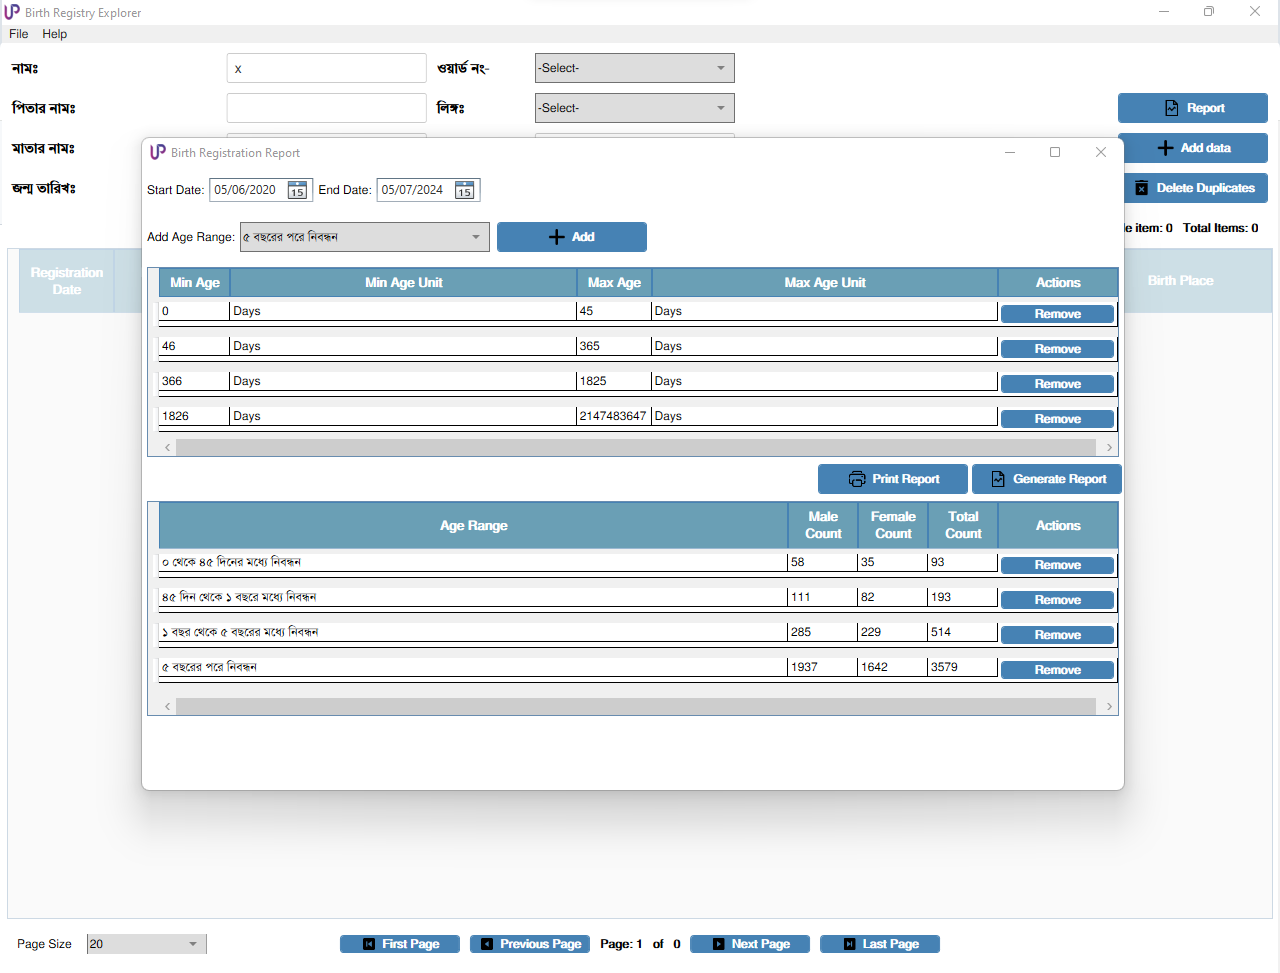 UP Birth Registry Explorer
File Help
নামঃ x ওয়ার্ড নং- -Select-
পিতার নামঃ লিঙ্গঃ -Select- Report
মাতার নামঃ Add data
জন্ম তারিখঃ Delete Duplicates
e item: 0 Total Items: 0
Registration Date Birth Place
UP Birth Registration Report
Start Date: 05/06/2020 15 End Date: 05/07/2024 15
Add Age Range: ৫ বছরের পরে নিবন্ধন Add
Min Age Min Age Unit Max Age Max Age Unit Actions
0 Days 45 Days Remove
46 Days 365 Days Remove
366 Days 1825 Days Remove
1826 Days 2147483647 Days Remove
Print Report Generate Report
Age Range Male Count Female Count Total Count Actions
০ থেকে ৪৫ দিনের মধ্যে নিবন্ধন 58 35 93 Remove
৪৫ দিন থেকে ১ বছরে মধ্যে নিবন্ধন 111 82 193 Remove
১ বছর থেকে ৫ বছরের মধ্যে নিবন্ধন 285 229 514 Remove
৫ বছরের পরে নিবন্ধন 1937 1642 3579 Remove
Page Size 20 First Page Previous Page Page: 1 of 0 Next Page Last Page